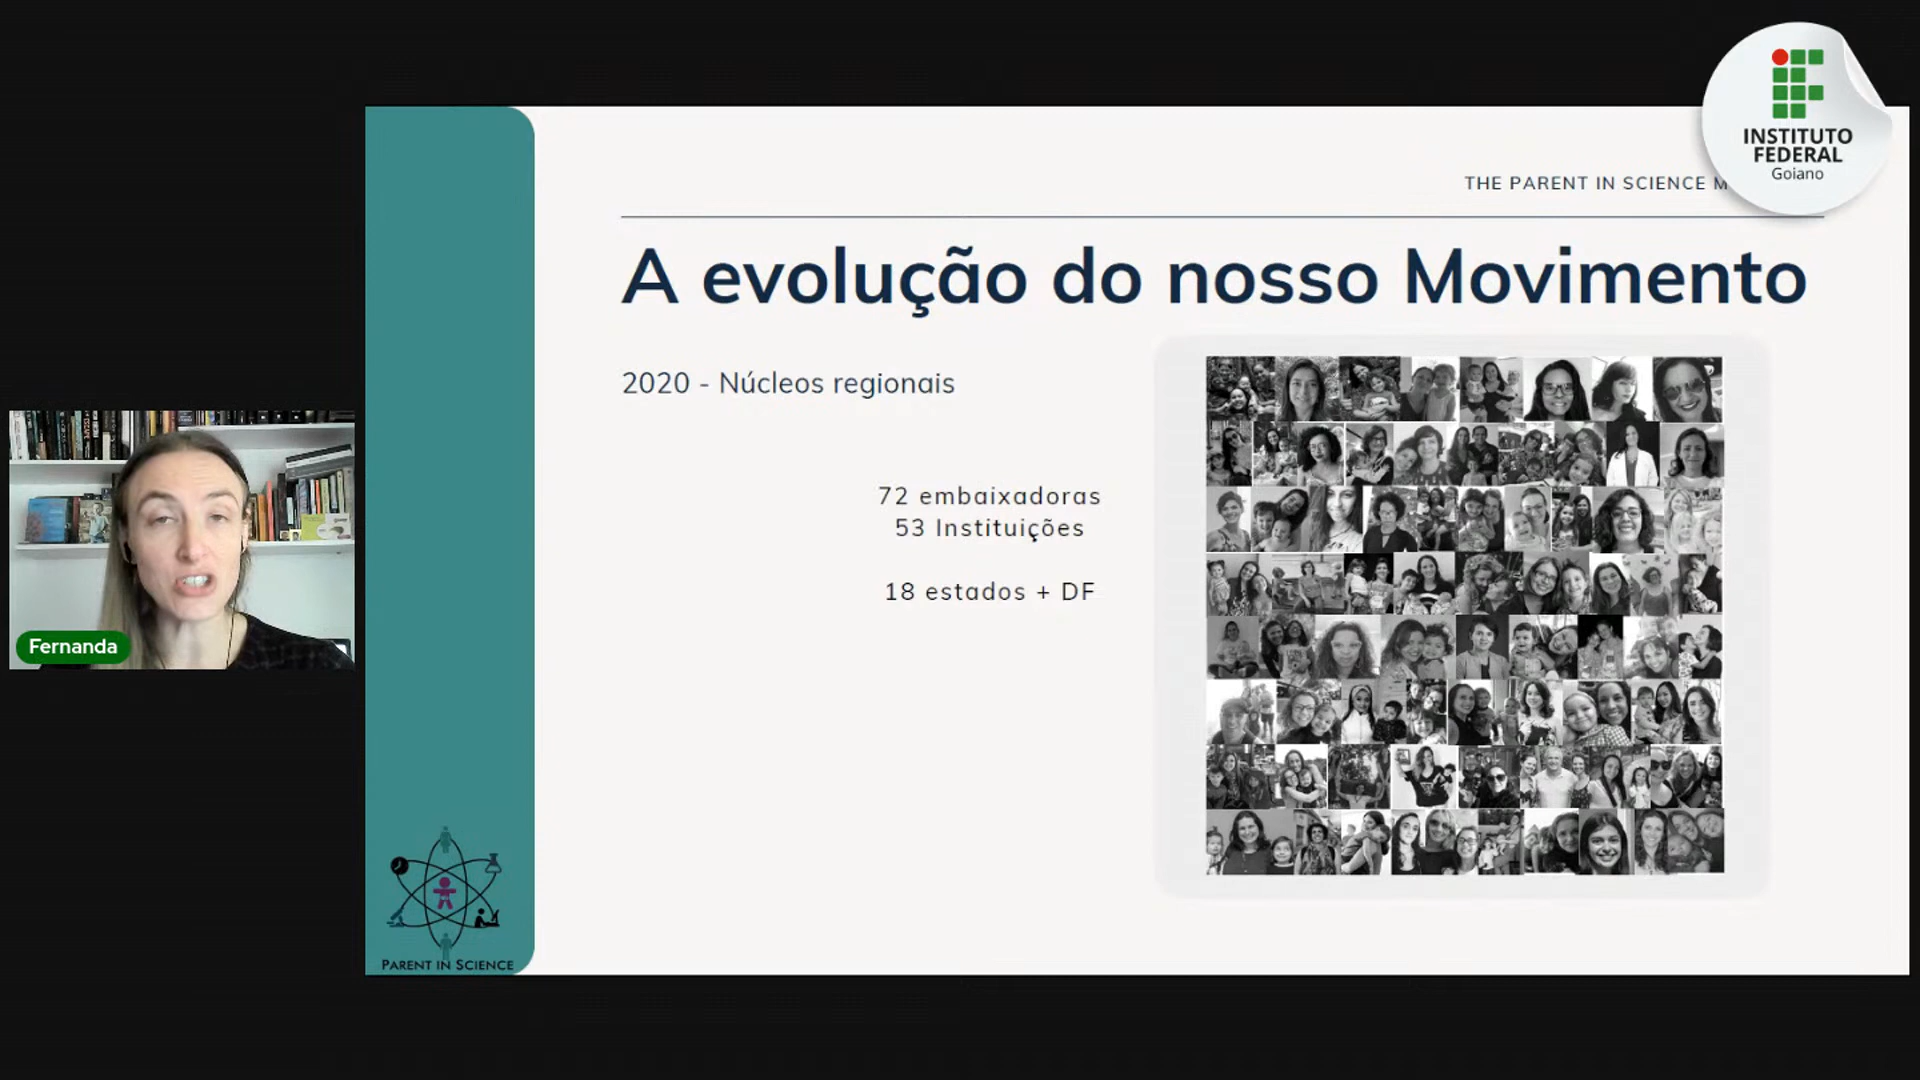 INSTITUTO
FEDERAL
Goiano
THE PARENT IN SCIENCE M
A evolução do nosso Movimento
2020 - Núcleos regionais
72 embaixadoras
53 Instituições
18 estados + DF
Fernanda
PARENT IN SCIENCE